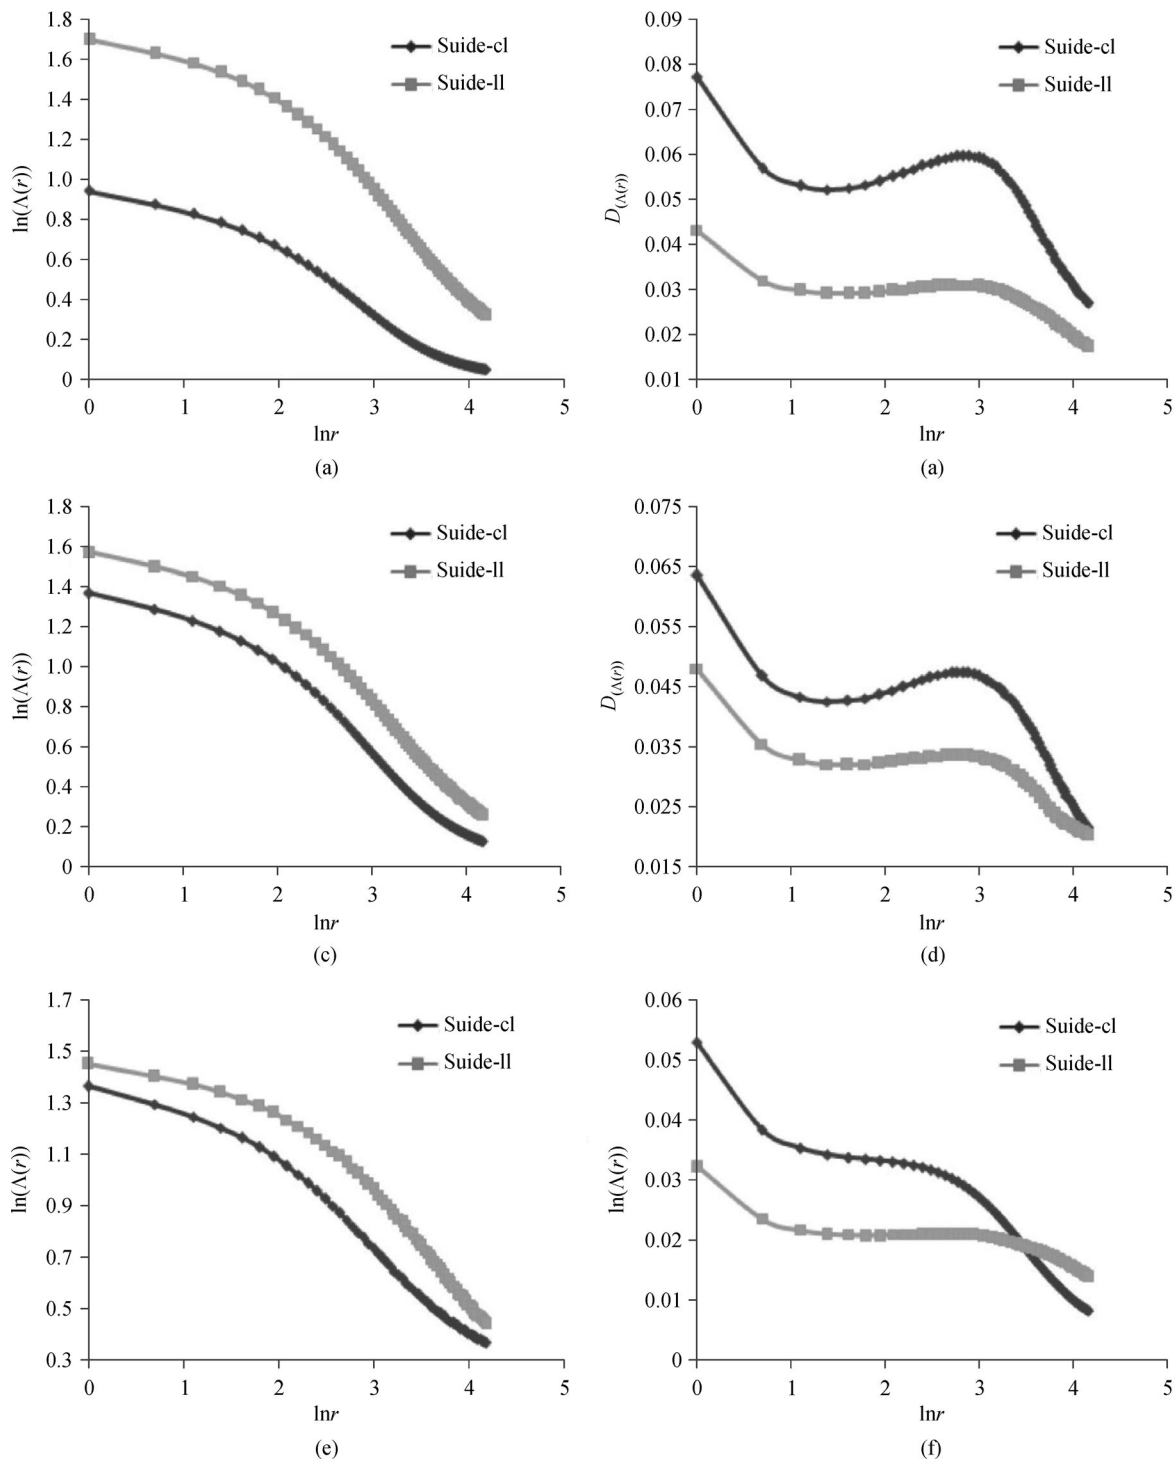 1.8
1.6
1.4
1.2
1.0
0.8
0.6
0.4
0.2
0
ln(Λ(r))
Suide-cl
Suide-ll
0 1 2 3 4 5
lnr
(a)
0.09
0.08
0.07
0.06
0.05
0.04
0.03
0.02
0.01
D(Λ(r))
Suide-cl
Suide-ll
0 1 2 3 4 5
lnr
(a)
1.8
1.6
1.4
1.2
1.0
0.8
0.6
0.4
0.2
0
ln(Λ(r))
Suide-cl
Suide-ll
0 1 2 3 4 5
lnr
(c)
0.075
0.065
0.055
0.045
0.035
0.025
0.015
D(Λ(r))
Suide-cl
Suide-ll
0 1 2 3 4 5
lnr
(d)
1.7
1.5
1.3
1.1
0.9
0.7
0.5
0.3
ln(Λ(r))
Suide-cl
Suide-ll
0 1 2 3 4 5
lnr
(e)
0.06
0.05
0.04
0.03
0.02
0.01
0
ln(Λ(r))
Suide-cl
Suide-ll
0 1 2 3 4 5
lnr
(f)